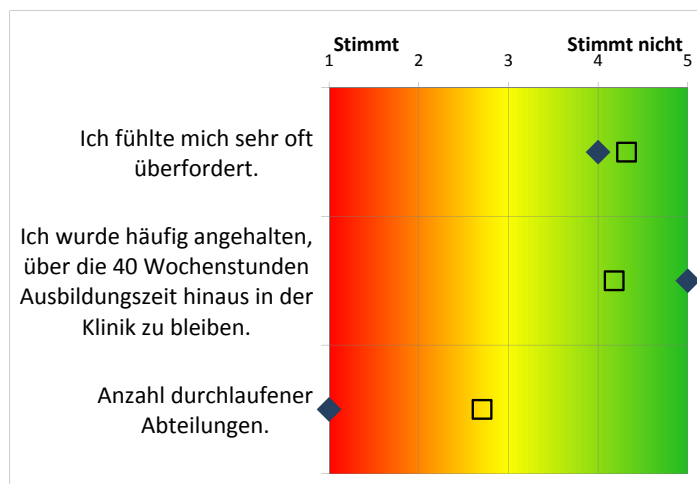 Stimmt Stimmt nicht
1 2 3 4 5
Ich fühlte mich sehr oft
überfordert.
Ich wurde häufig angehalten,
über die 40 Wochenstunden
Ausbildungszeit hinaus in der
Klinik zu bleiben.
Anzahl durchlaufener
Abteilungen.